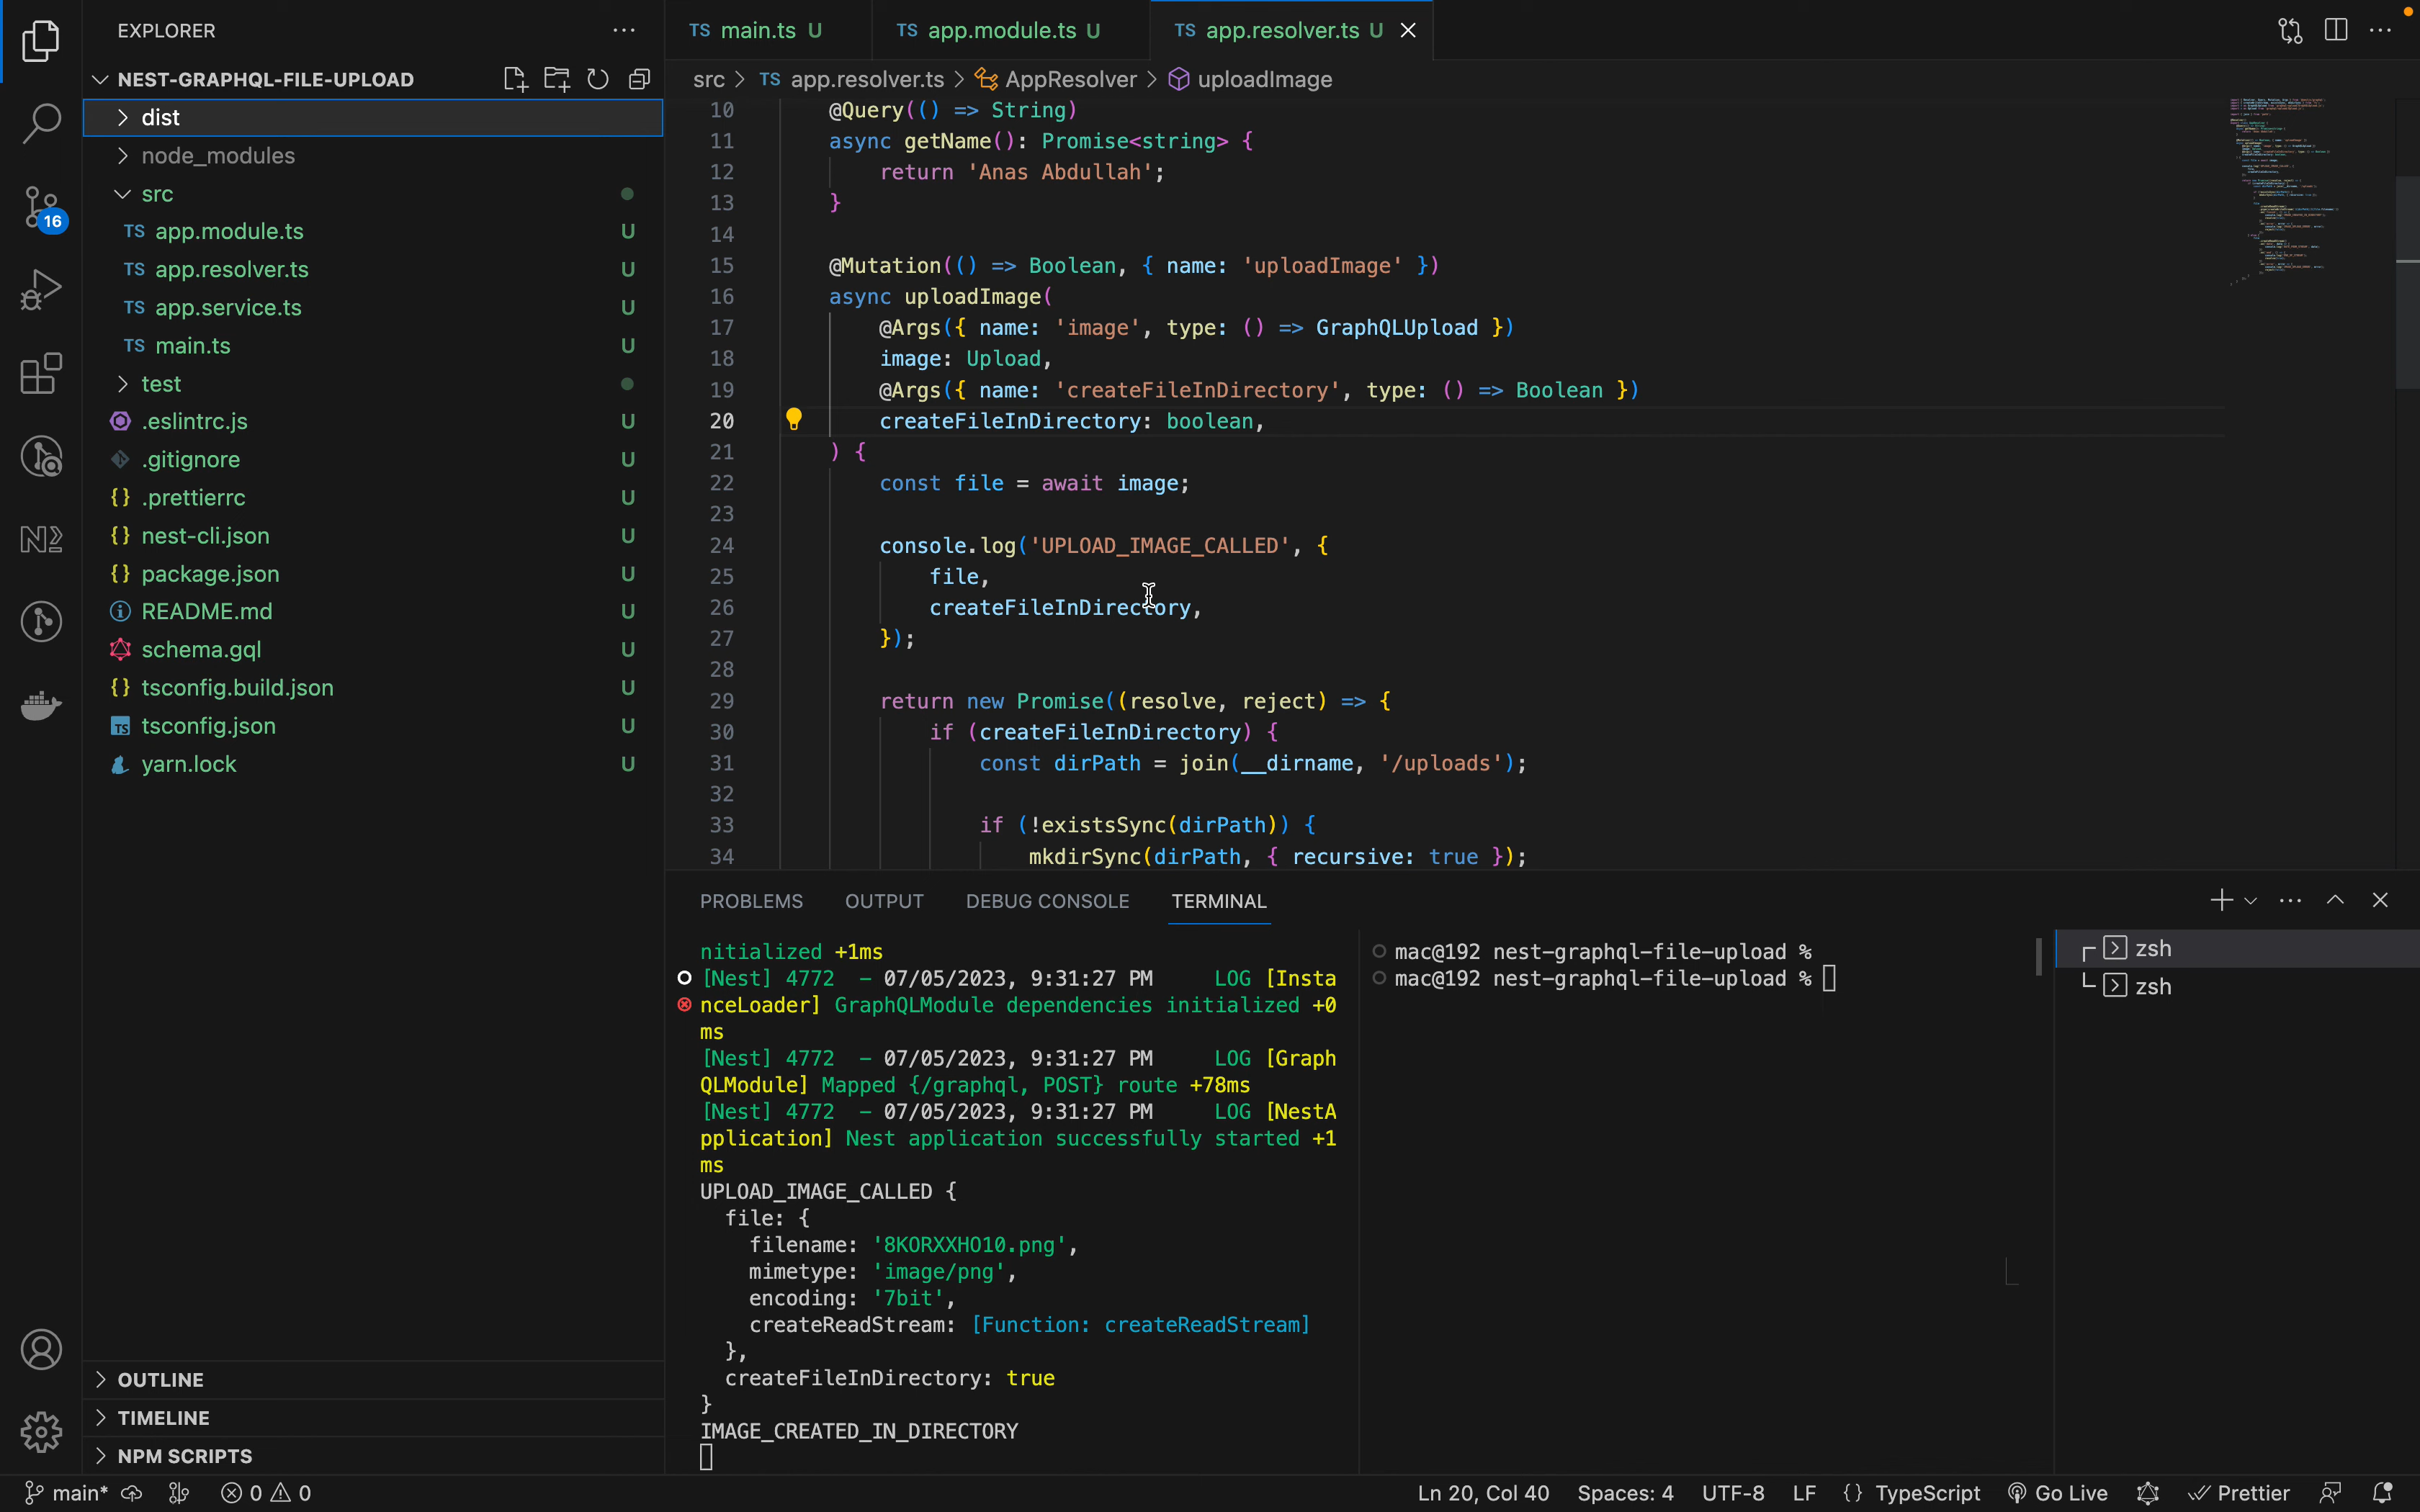 EXPLORER
NEST-GRAPHQL-FILE-UPLOAD
dist
node_modules
src
TS app.module.ts U
TS app.resolver.ts U
TS app.service.ts U
TS main.ts U
test
.eslintrc.js U
.gitignore U
{} .prettierrc U
{} nest-cli.json U
{} package.json U
README.md U
schema.gql U
{} tsconfig.build.json U
TS tsconfig.json U
yarn.lock U
OUTLINE
TIMELINE
NPM SCRIPTS
16
TS main.ts U
TS app.module.ts U
TS app.resolver.ts U
src > TS app.resolver.ts > AppResolver > uploadImage
10 @Query(() => String)
11 async getName(): Promise<string> {
12 return 'Anas Abdullah';
13 }
14
15 @Mutation(() => Boolean, { name: 'uploadImage' })
16 async uploadImage(
17 @Args({ name: 'image', type: () => GraphQLUpload })
18 image: Upload,
19 @Args({ name: 'createFileInDirectory', type: () => Boolean })
20 createFileInDirectory: boolean,
21 ) {
22 const file = await image;
23
24 console.log('UPLOAD_IMAGE_CALLED', {
25 file,
26 createFileInDirectory,
27 });
28
29 return new Promise((resolve, reject) => {
30 if (createFileInDirectory) {
31 const dirPath = join(__dirname, '/uploads');
32
33 if (!existsSync(dirPath)) {
34 mkdirSync(dirPath, { recursive: true });
PROBLEMS OUTPUT DEBUG CONSOLE TERMINAL
nitialized +1ms
[Nest] 4772 - 07/05/2023, 9:31:27 PM LOG [Insta
nceLoader] GraphQLModule dependencies initialized +0
ms
[Nest] 4772 - 07/05/2023, 9:31:27 PM LOG [Graph
QLModule] Mapped {/graphql, POST} route +78ms
[Nest] 4772 - 07/05/2023, 9:31:27 PM LOG [NestA
pplication] Nest application successfully started +1
ms
UPLOAD_IMAGE_CALLED {
file: {
filename: '8KORXXHO10.png',
mimetype: 'image/png',
encoding: '7bit',
createReadStream: [Function: createReadStream]
},
createFileInDirectory: true
}
IMAGE_CREATED_IN_DIRECTORY
mac@192 nest-graphql-file-upload %
mac@192 nest-graphql-file-upload %
zsh
zsh
main* 0 0 Ln 20, Col 40 Spaces: 4 UTF-8 LF {} TypeScript Go Live Prettier